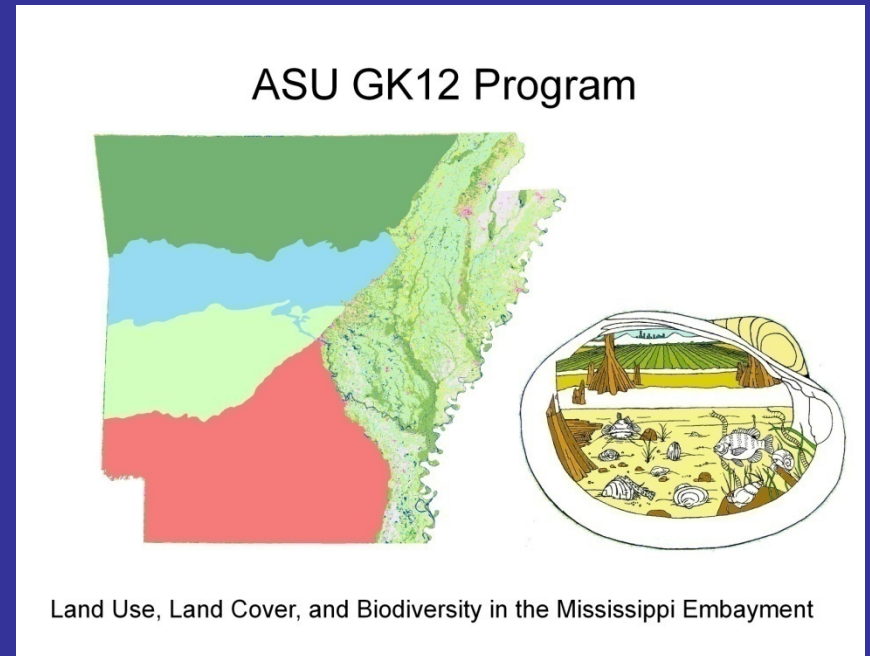 ASU GK12 Program
Land Use, Land Cover, and Biodiversity in the Mississippi Embayment